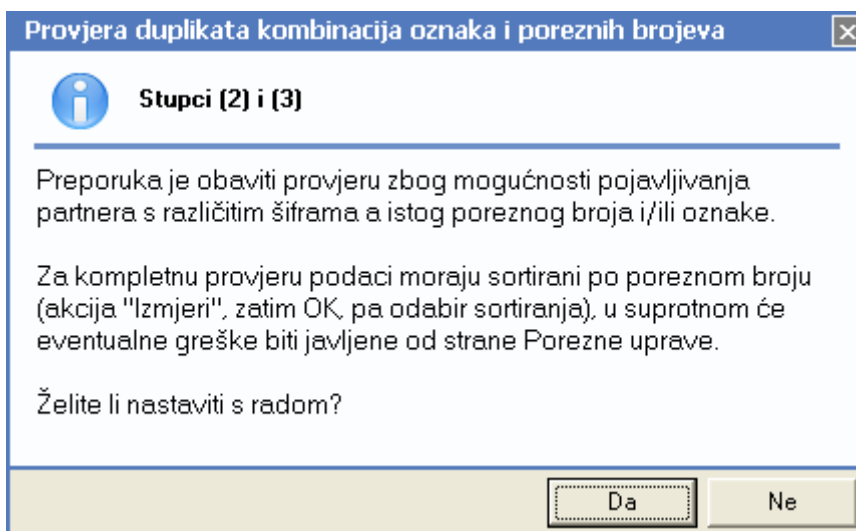 Provjera duplikata kombinacija oznaka i poreznih brojeva
Stupci (2) i (3)
Preporuka je obaviti provjeru zbog mogućnosti pojavljivanja
partnera s različitim šiframa a istog poreznog broja i/ili oznake.
Za kompletnu provjeru podaci moraju sortirani po poreznom broju
(akcija "Izmjeri", zatim OK, pa odabir sortiranja), u suprotnom će
eventualne greške biti javljene od strane Porezne uprave.
Želite li nastaviti s radom?
Da
Ne